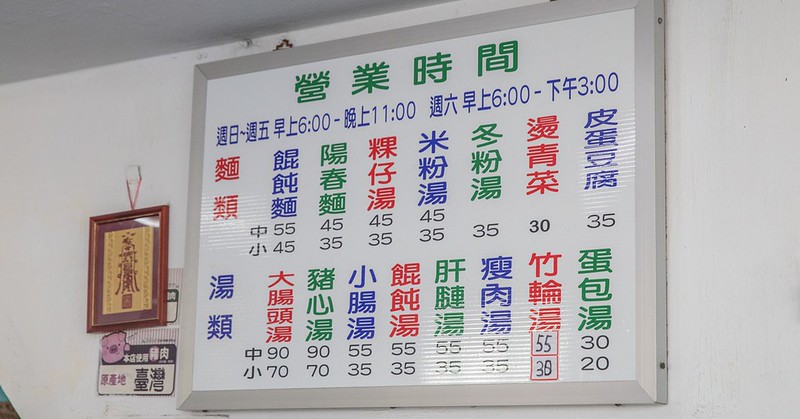 營業時間
週日~週五 早上6:00-晚上11:00 週六 早上6:00-下午3:00
麵類 餛飩麵 陽春麵 粿仔湯 米粉湯 冬粉湯 燙青菜 皮蛋豆腐
中 55 45 45 45 35 30 35
小 45 35 35 35
湯類 大腸頭湯 豬心湯 小腸湯 餛飩湯 肝膁湯 瘦肉湯 竹輪湯 蛋包湯
中 90 90 55 55 55 55 55 30
小 70 70 35 35 35 35 30 20
本店使用豬肉
原產地 臺灣